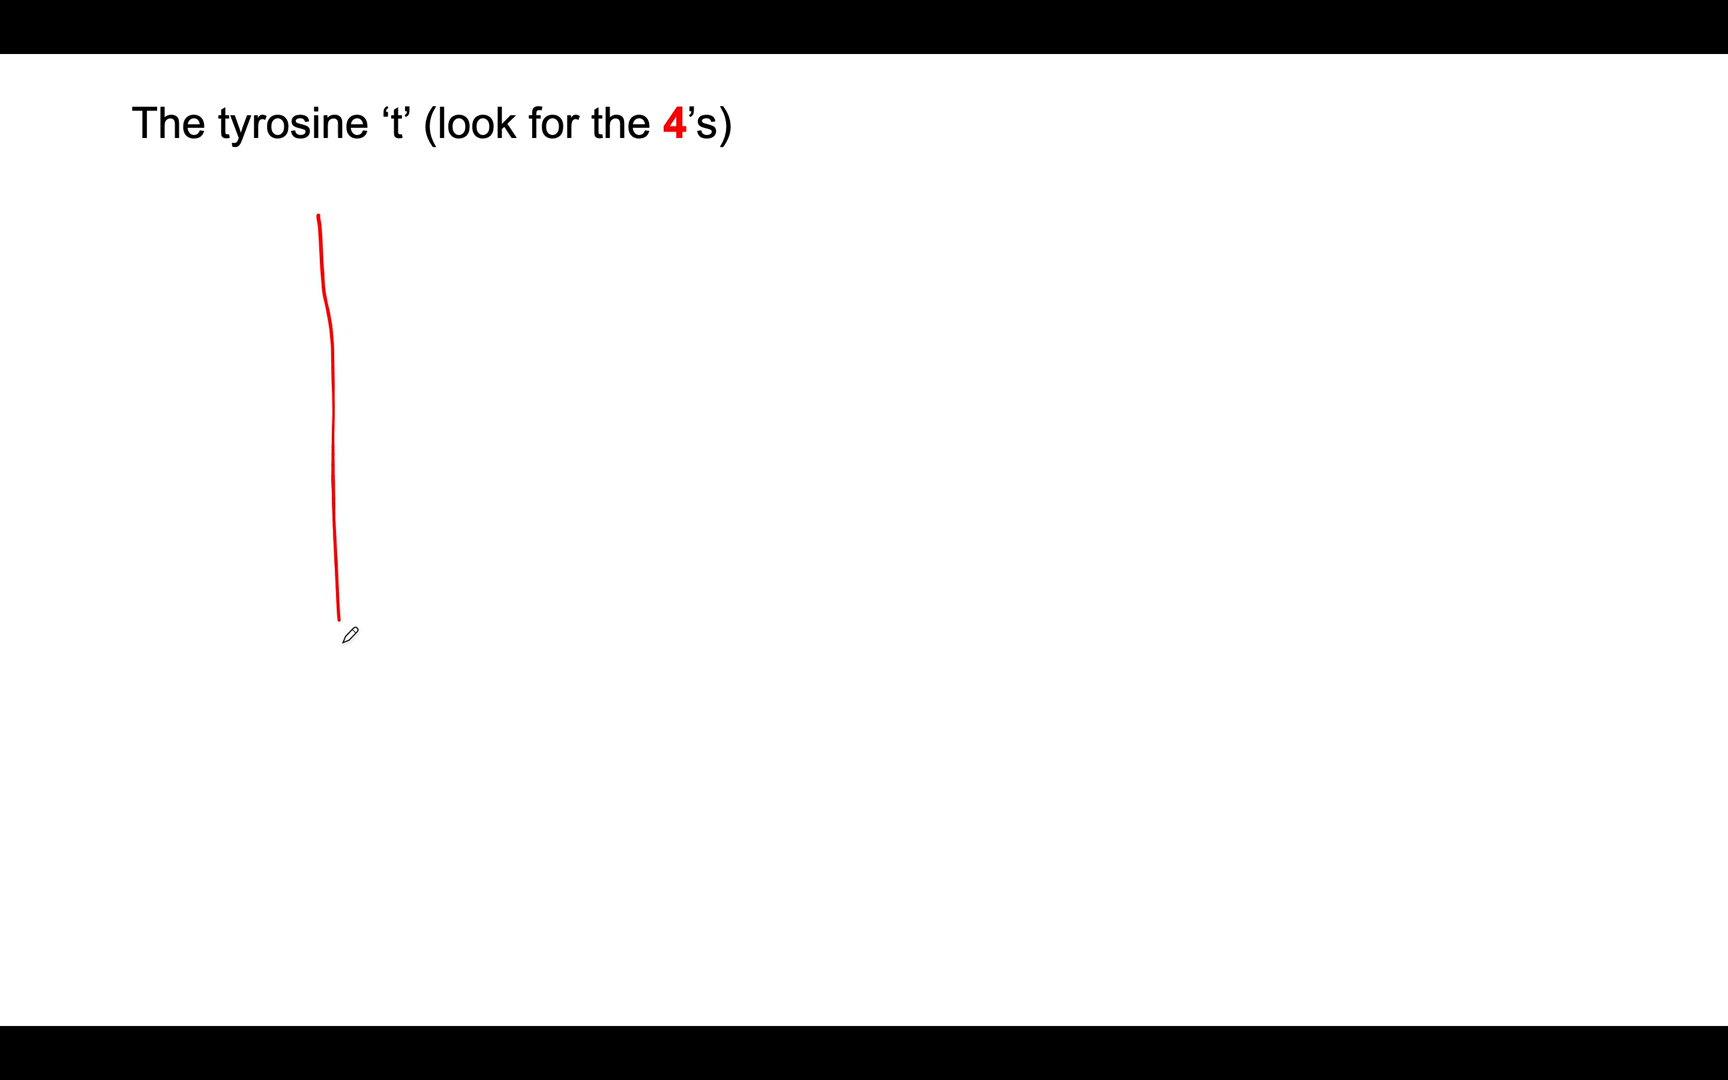 The tyrosine ‘t’ (look for the 4’s)